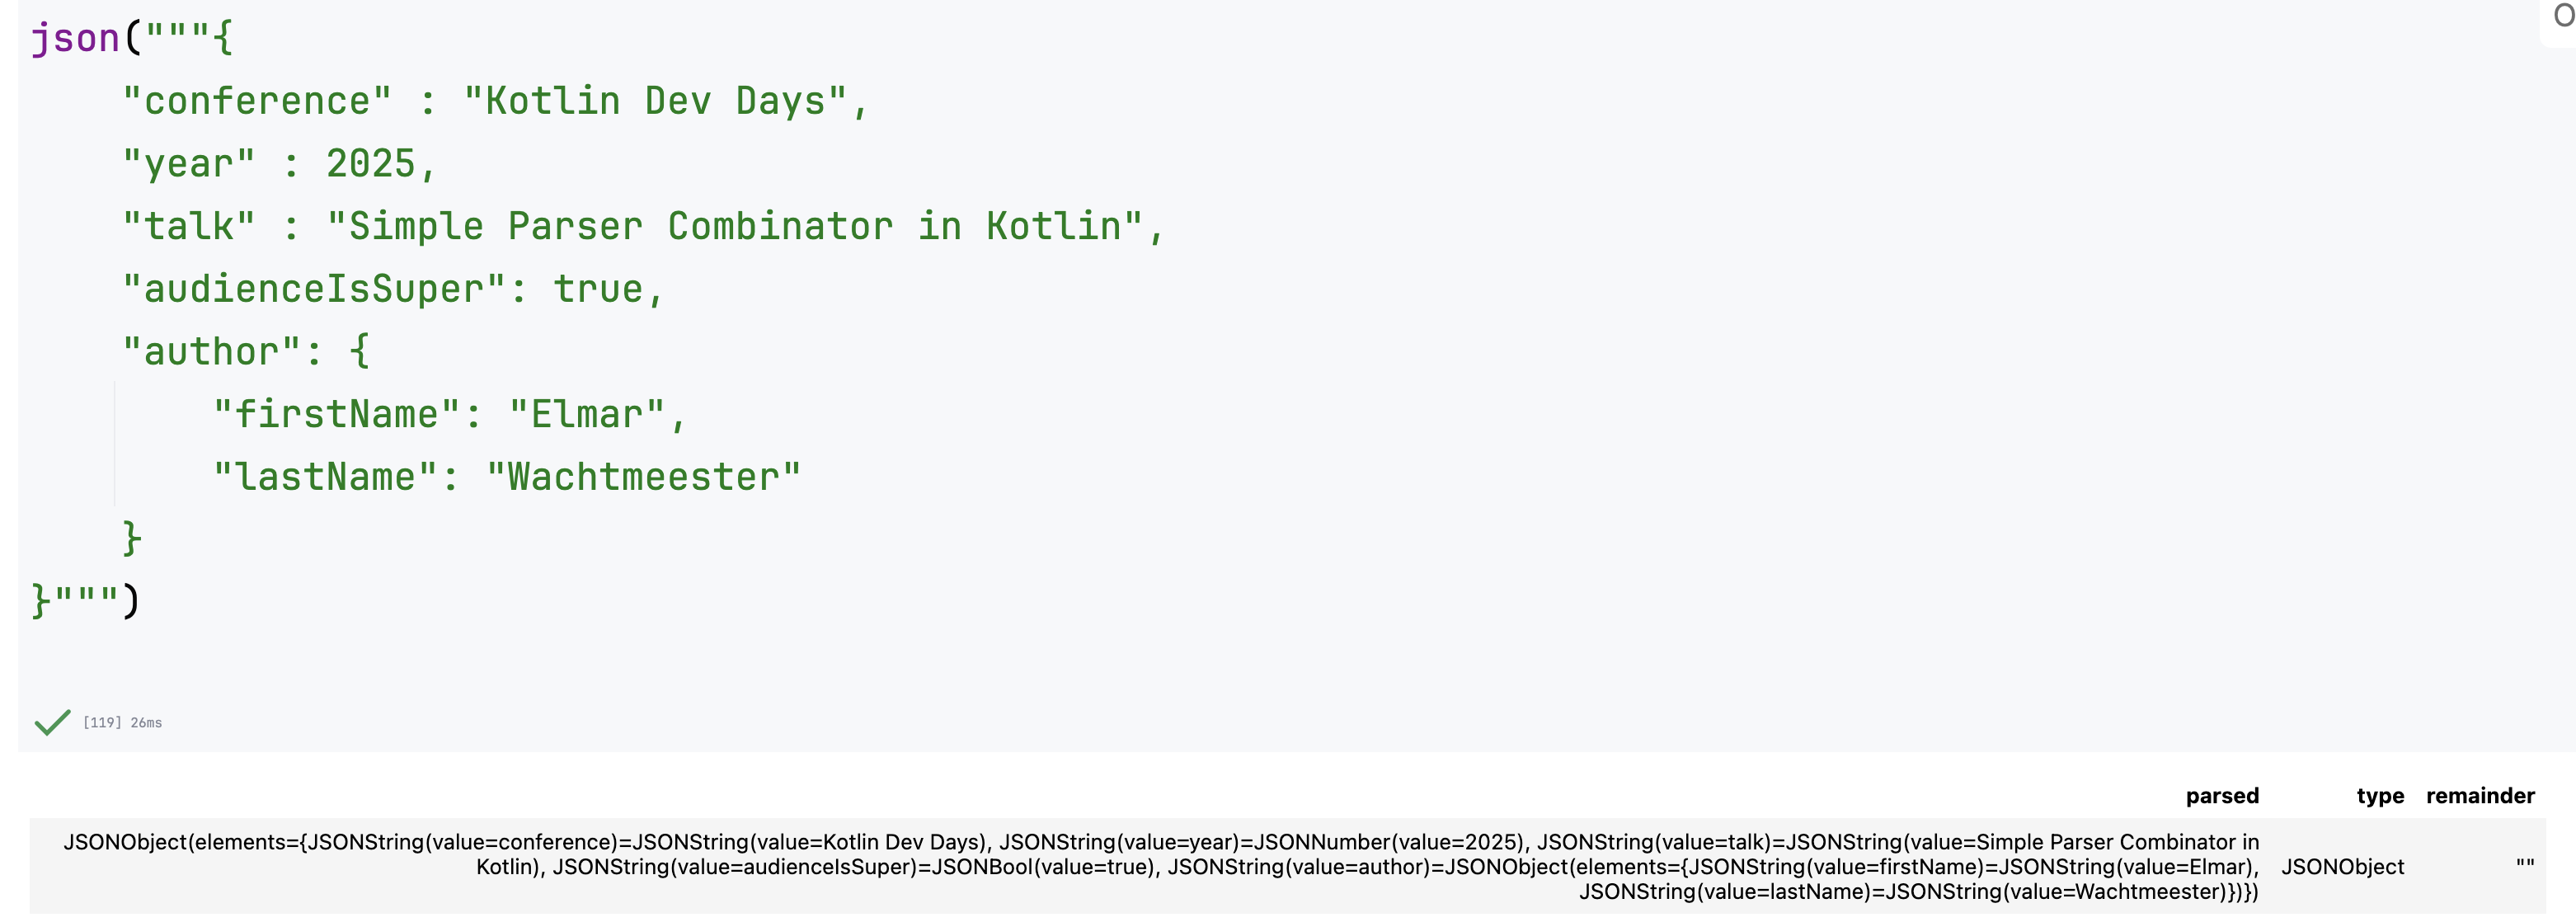 json("""{
    "conference" : "Kotlin Dev Days",
    "year" : 2025,
    "talk" : "Simple Parser Combinator in Kotlin",
    "audienceIsSuper": true,
    "author": {
        "firstName": "Elmar",
        "lastName": "Wachtmeester"
    }
}""")
[119] 26ms
parsed type remainder
JSONObject(elements={JSONString(value=conference)=JSONString(value=Kotlin Dev Days), JSONString(value=year)=JSONNumber(value=2025), JSONString(value=talk)=JSONString(value=Simple Parser Combinator in
Kotlin), JSONString(value=audienceIsSuper)=JSONBool(value=true), JSONString(value=author)=JSONObject(elements={JSONString(value=firstName)=JSONString(value=Elmar), JSONObject ""
JSONString(value=lastName)=JSONString(value=Wachtmeester)})})